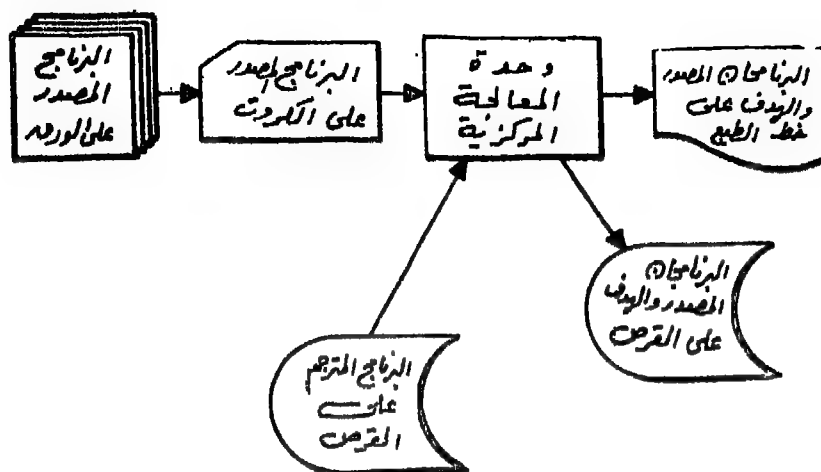 البرنامج
المصدر
على الورق
البرنامج المصدر
على الكروت
وحدة
المعالجة
المركزية
البرنامجان المصدر
والهدف على
خط الطبع
البرنامجان
المصدر والهدف
على القرص
البرنامج المترجم
على
القرص